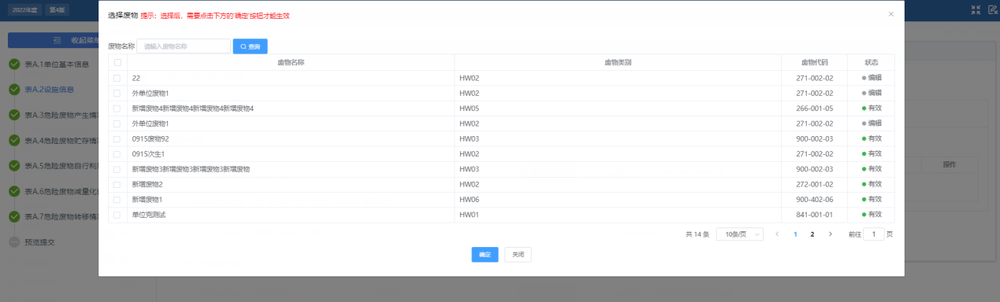 2022年度 第4版
选择废物 提示：选择后，需要点击下方的'确定'按钮才能生效
收起菜单
废物名称 请输入废物名称 查询
表A.1单位基本信息
表A.2设施信息
表A.3危险废物产生情
表A.4危险废物贮存情
表A.5危险废物自行利
表A.6危险废物减量化
表A.7危险废物转移情
预览提交
废物名称 废物类别 废物代码 状态
22 HW02 271-002-02 编辑
外单位废物1 HW02 271-002-02 编辑
新增废物4新增废物4新增废物4新增废物4 HW05 266-001-05 有效
外单位废物1 HW02 271-002-02 编辑
0915废物92 HW03 900-002-03 有效
0915次生1 HW02 271-002-02 有效
新增废物3新增废物3新增废物3新增废物 HW03 900-002-03 有效
新增废物2 HW02 272-001-02 有效
新增废物1 HW06 900-402-06 有效
单位克测试 HW01 841-001-01 有效
操作
共 14 条 10条/页 1 2 前往 1 页
确定 关闭